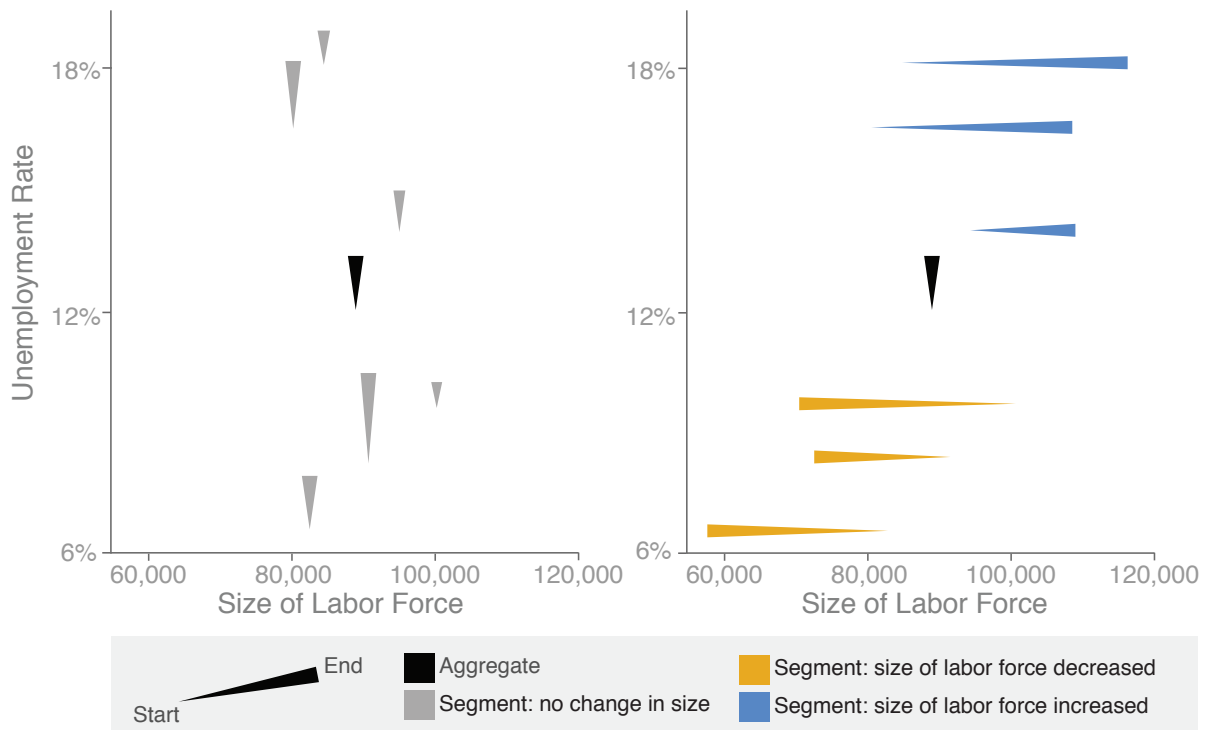 Unemployment Rate
18%
12%
6%
60,000 80,000 100,000 120,000
Size of Labor Force
18%
12%
6%
60,000 80,000 100,000 120,000
Size of Labor Force
Start
End
Aggregate
Segment: no change in size
Segment: size of labor force decreased
Segment: size of labor force increased